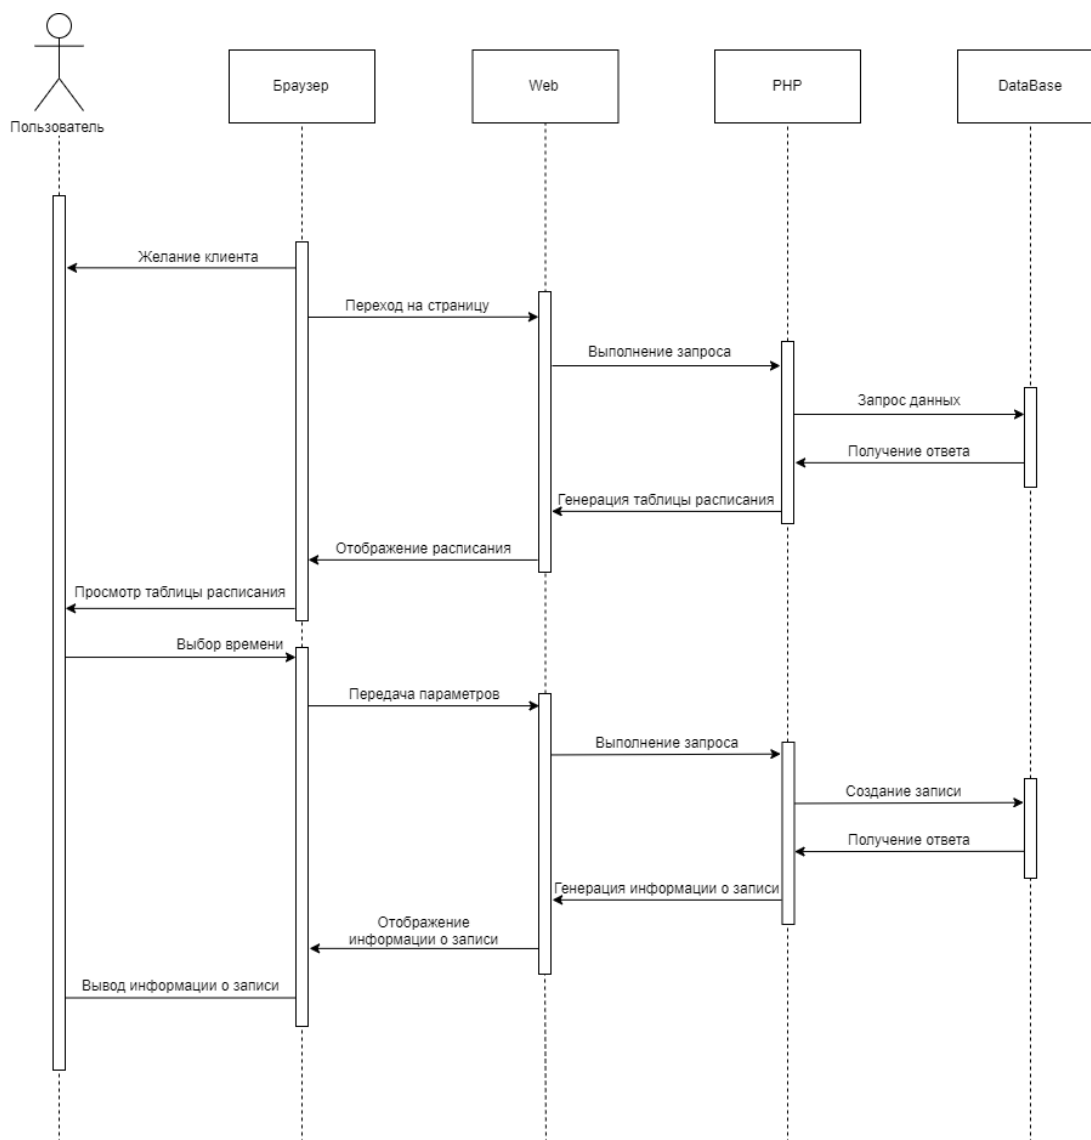 Пользователь
Браузер
Web
PHP
DataBase
Желание клиента
Переход на страницу
Выполнение запроса
Запрос данных
Получение ответа
Генерация таблицы расписания
Отображение расписания
Просмотр таблицы расписания
Выбор времени
Передача параметров
Выполнение запроса
Создание записи
Получение ответа
Генерация информации о записи
Отображение
информации о записи
Вывод информации о записи